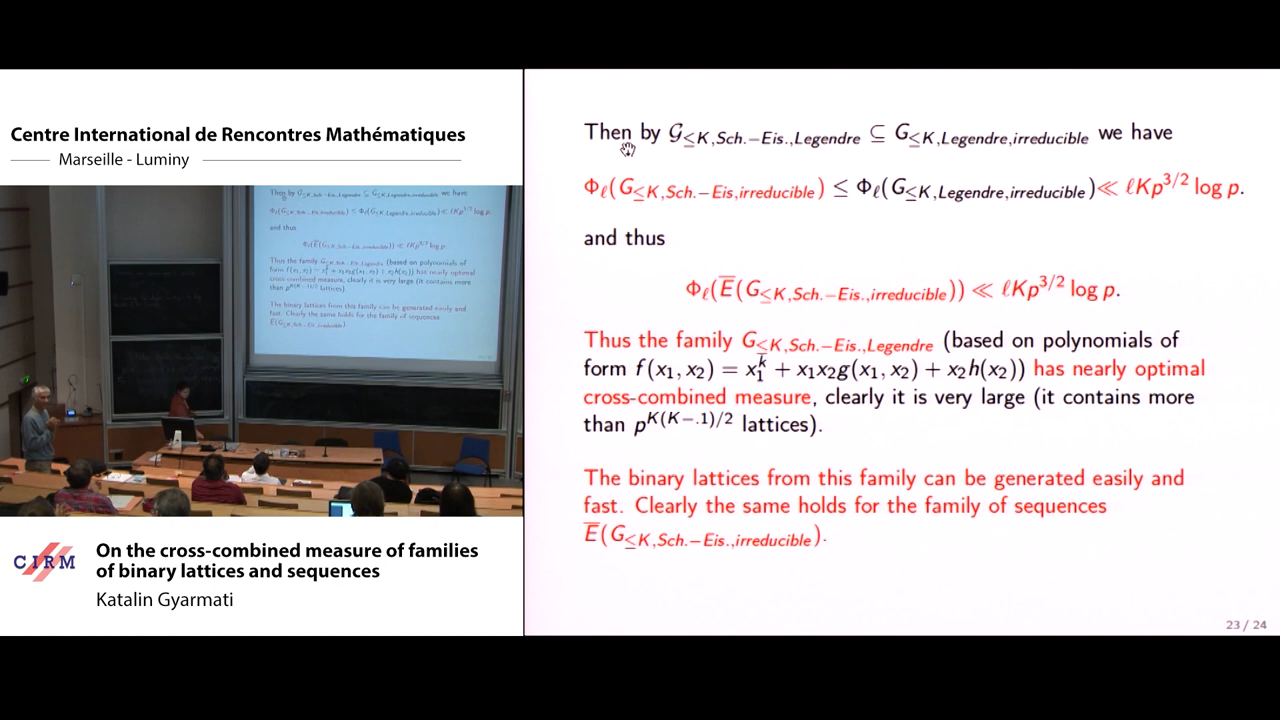 Centre International de Rencontres Mathématiques
Marseille - Luminy
Then by 𝒢≤K,Sch.−Eis.,Legendre ⊆ G≤K,Legendre,irreducible we have
Φℓ(G≤K,Sch.−Eis,irreducible) ≤ Φℓ(G≤K,Legendre,irreducible) ≪ ℓKp^{3/2} log p.
and thus
Φℓ(E̅(G≤K,Sch.−Eis.,irreducible)) ≪ ℓKp^{3/2} log p.
Thus the family G≤K,Sch.−Eis.,Legendre (based on polynomials of
form f(x₁, x₂) = x₁^k + x₁x₂g(x₁, x₂) + x₂h(x₂)) has nearly optimal
cross-combined measure, clearly it is very large (it contains more
than p^{K(K−.1)/2} lattices).
The binary lattices from this family can be generated easily and
fast. Clearly the same holds for the family of sequences
E̅(G≤K,Sch.−Eis.,irreducible).
23 / 24
CIRM
On the cross-combined measure of families
of binary lattices and sequences
Katalin Gyarmati